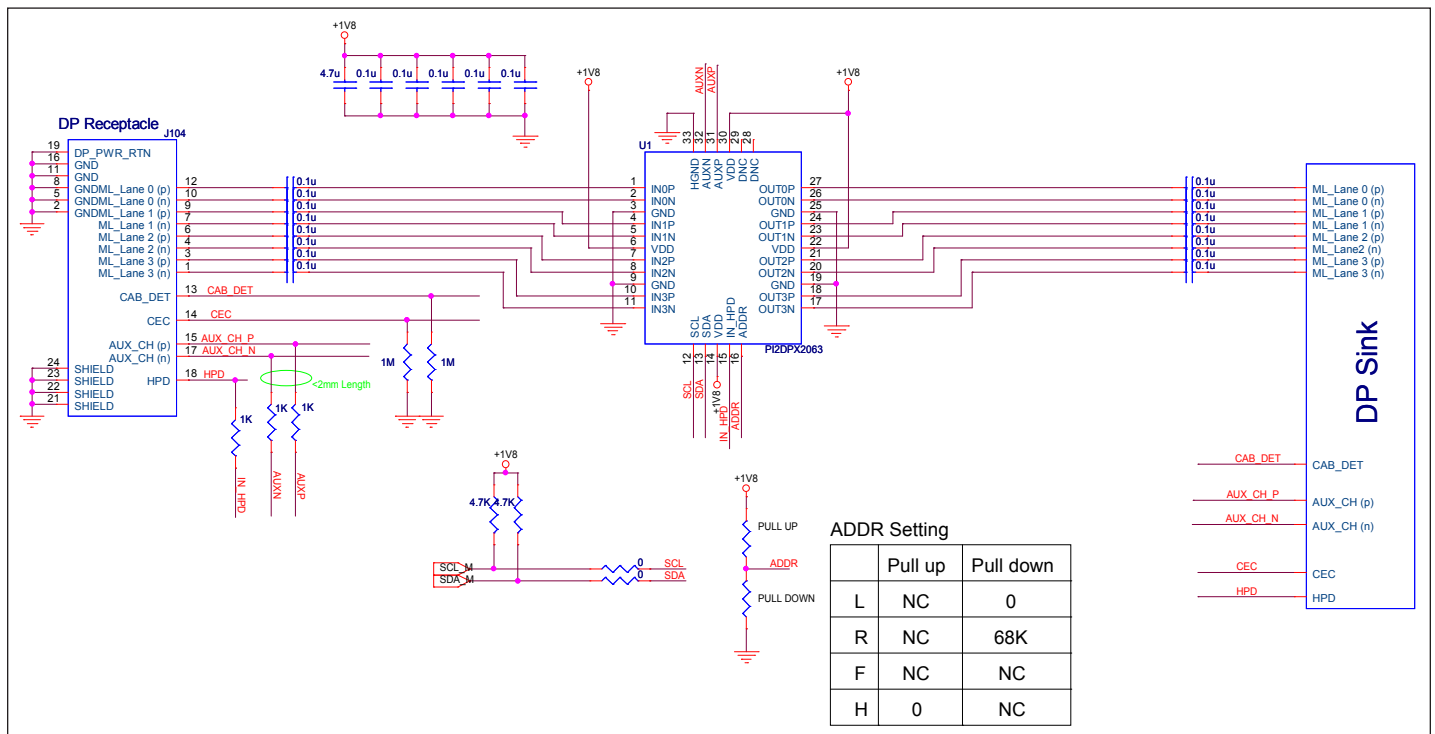 +1V8
4.7u 0.1u 0.1u 0.1u 0.1u 0.1u
DP Receptacle
J104
19 DP_PWR_RTN
16 GND
11 GND
8 GNDML_Lane 0 (p) 12
5 GNDML_Lane 0 (n) 10
2 GNDML_Lane 1 (p) 9
ML_Lane 1 (n) 7
ML_Lane 2 (p) 6
ML_Lane 2 (n) 4
ML_Lane 3 (p) 3
ML_Lane 3 (n) 1
CAB_DET 13 CAB_DET
CEC 14 CEC
AUX_CH (p) 15 AUX_CH_P
AUX_CH (n) 17 AUX_CH_N
HPD 18 HPD
24 SHIELD
23 SHIELD
22 SHIELD
21 SHIELD
0.1u
0.1u
0.1u
0.1u
0.1u
0.1u
0.1u
0.1u
<2mm Length
1K 1K 1K
IN_HPD
AUXN
AUXP
1M 1M
+1V8
+1V8
AUXN
AUXP
U1
33 32 31 30 29 28
HGND AUXN AUXP VDD DNC DNC
1 IN0P
2 IN0N
3 GND
4 IN1P
5 IN1N
6 VDD
7 IN2P
8 IN2N
9 GND
10 IN3P
11 IN3N
OUT0P 27
OUT0N 26
GND 25
OUT1P 24
OUT1N 23
VDD 22
OUT2P 21
OUT2N 20
GND 19
OUT3P 18
OUT3N 17
SCL SDA VDD IN_HPD ADDR
12 13 14 15 16
PI2DPX2063
SCL
SDA
+1V8
IN_HPD
ADDR
0.1u
0.1u
0.1u
0.1u
0.1u
0.1u
0.1u
0.1u
ML_Lane 0 (p)
ML_Lane 0 (n)
ML_Lane 1 (p)
ML_Lane 1 (n)
ML_Lane 2 (p)
ML_Lane2 (n)
ML_Lane 3 (p)
ML_Lane 3 (n)
DP Sink
CAB_DET CAB_DET
AUX_CH_P AUX_CH (p)
AUX_CH_N AUX_CH (n)
CEC CEC
HPD HPD
+1V8
4.7K 4.7K
SCL_M 0 SCL
SDA_M 0 SDA
+1V8
PULL UP
ADDR
PULL DOWN
ADDR Setting
Pull up Pull down
L NC 0
R NC 68K
F NC NC
H 0 NC